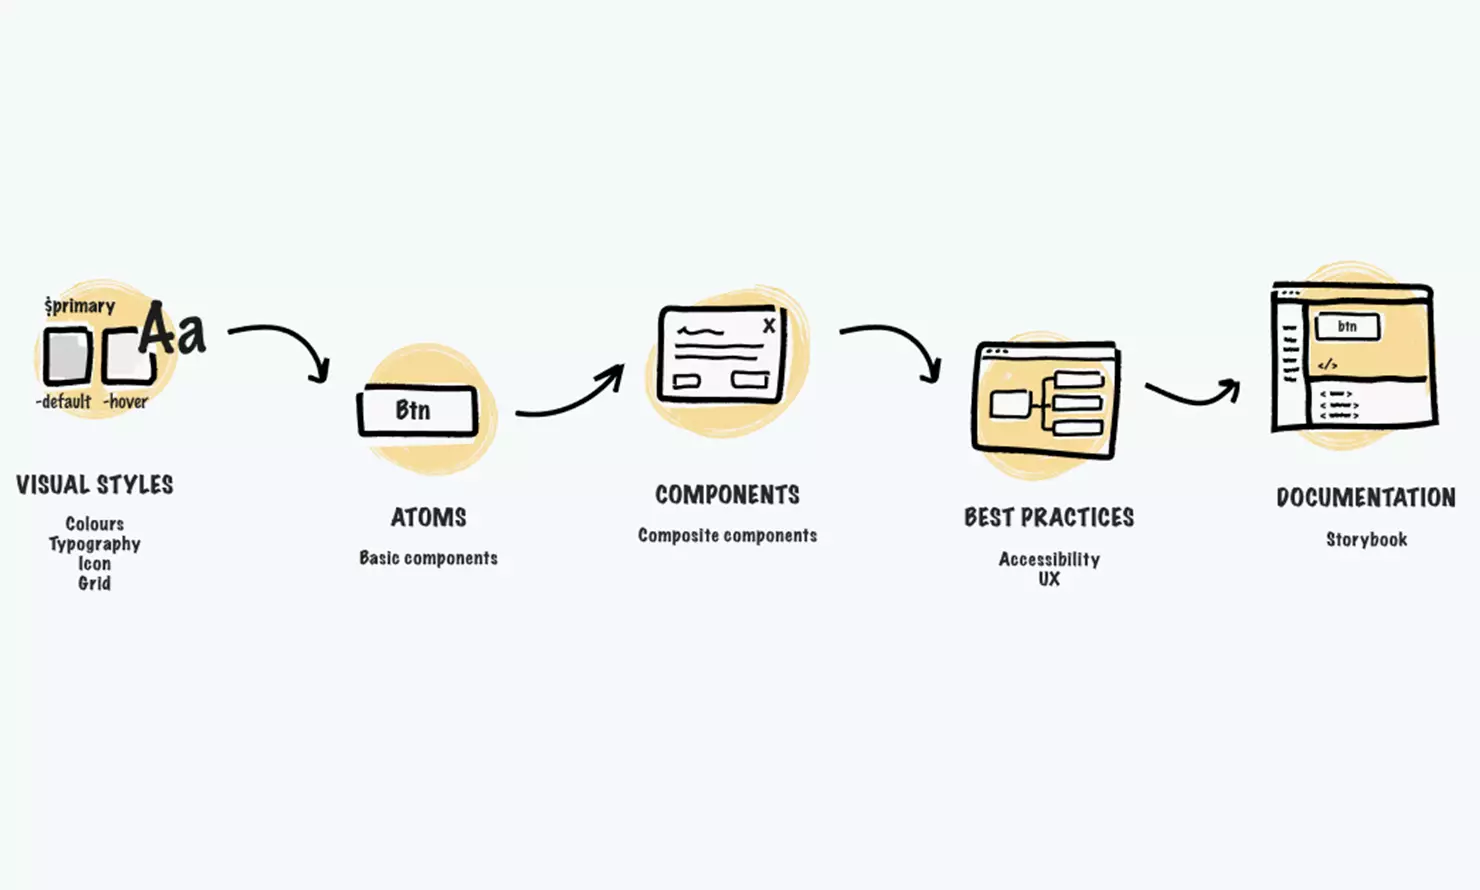 $primary
Aa
-default -hover
VISUAL STYLES
Colours
Typography
Icon
Grid
Btn
ATOMS
Basic components
X
COMPONENTS
Composite components
BEST PRACTICES
Accessibility
UX
btn
</>
DOCUMENTATION
Storybook